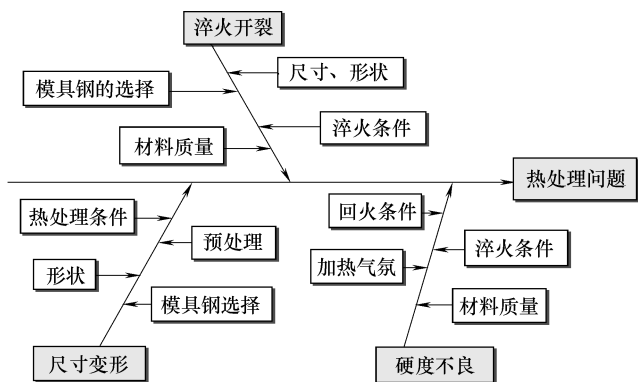 淬火开裂
尺寸、形状
模具钢的选择
淬火条件
材料质量
热处理问题
热处理条件
回火条件
预处理
淬火条件
形状
加热气氛
模具钢选择
材料质量
尺寸变形
硬度不良